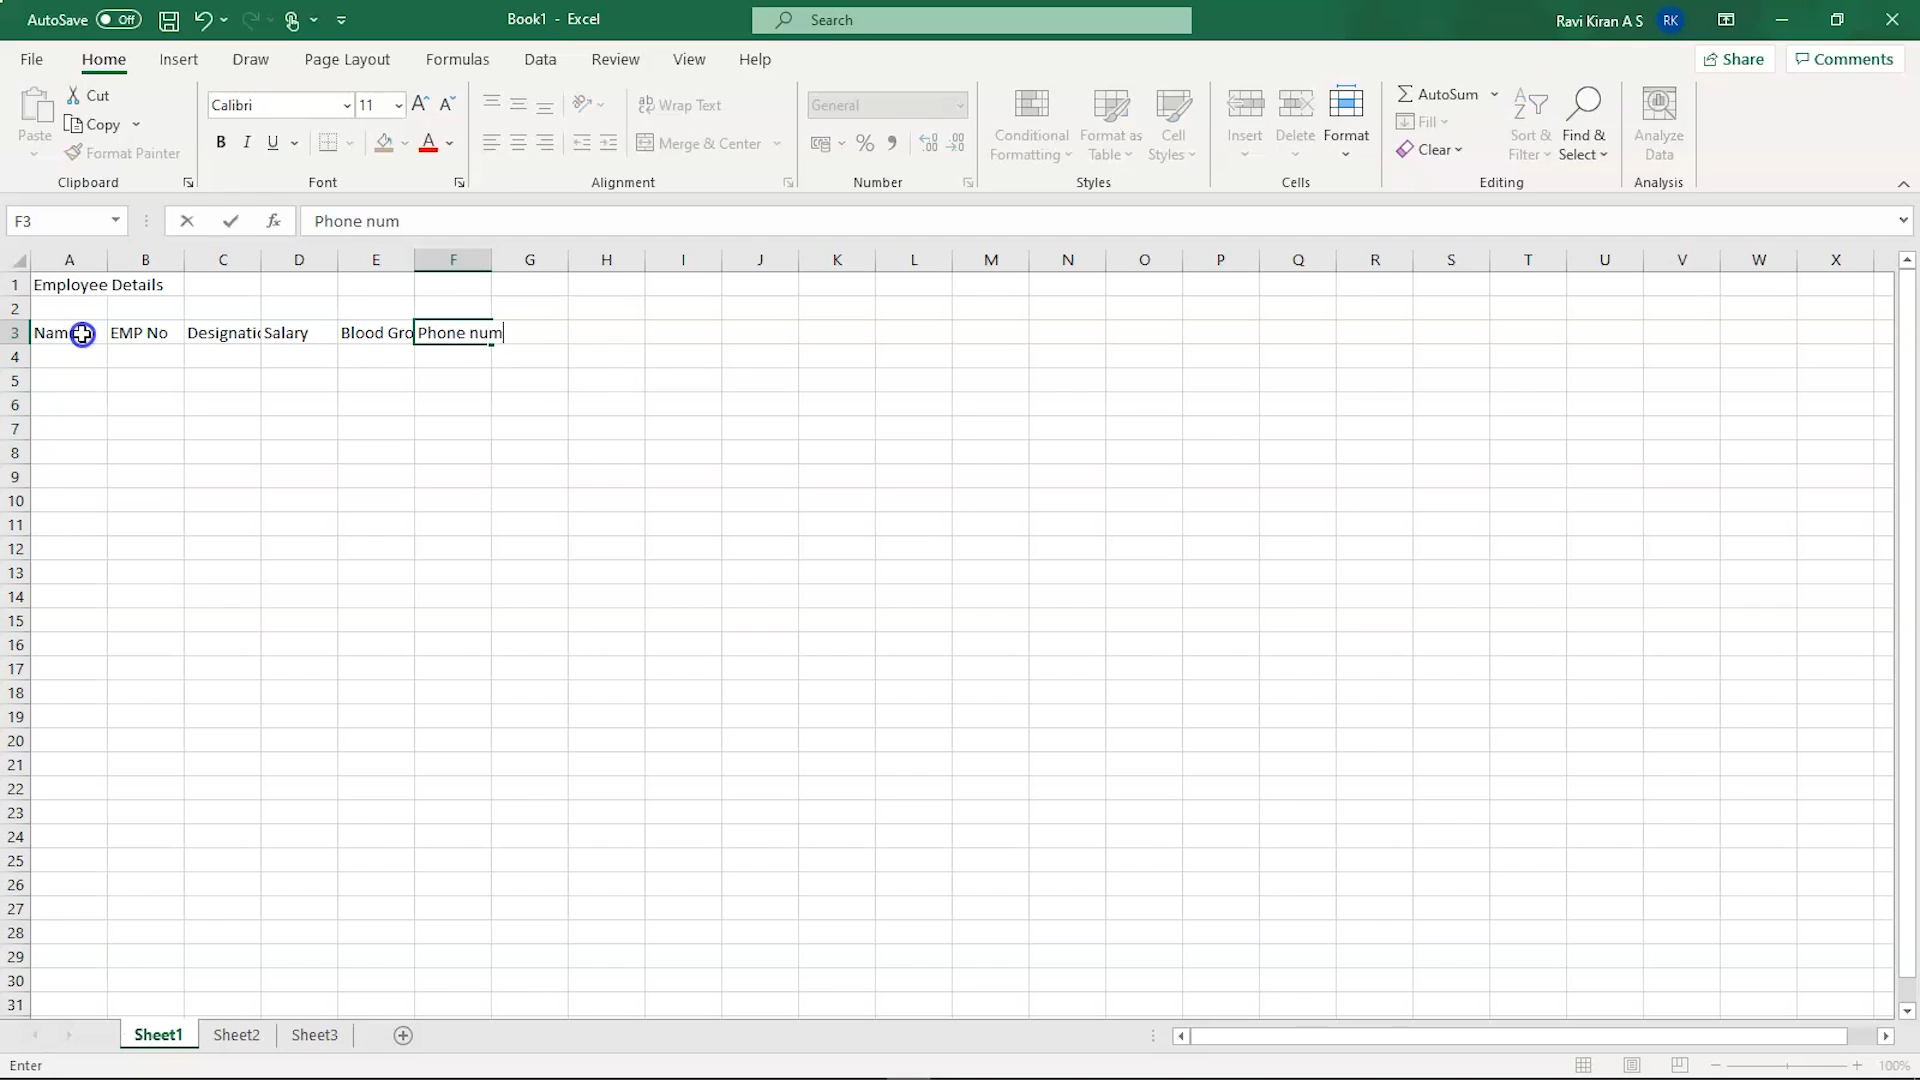 AutoSave Off Book1 - Excel Search Ravi Kiran A S RK
File Home Insert Draw Page Layout Formulas Data Review View Help Share Comments
Paste Cut Copy Format Painter Clipboard
Calibri 11 A A B I U A Font
ab Wrap Text Merge & Center Alignment
General % Number
Conditional Formatting Format as Table Cell Styles Styles
Insert Delete Format Cells
AutoSum Fill Clear Sort & Filter Find & Select Editing
Analyze Data Analysis
F3 fx Phone num
A B C D E F G H I J K L M N O P Q R S T U V W X
1 Employee Details
2
3 Nam EMP No Designatic Salary Blood Gro Phone num
4
5
6
7
8
9
10
11
12
13
14
15
16
17
18
19
20
21
22
23
24
25
26
27
28
29
30
31
Sheet1 Sheet2 Sheet3
Enter 100%